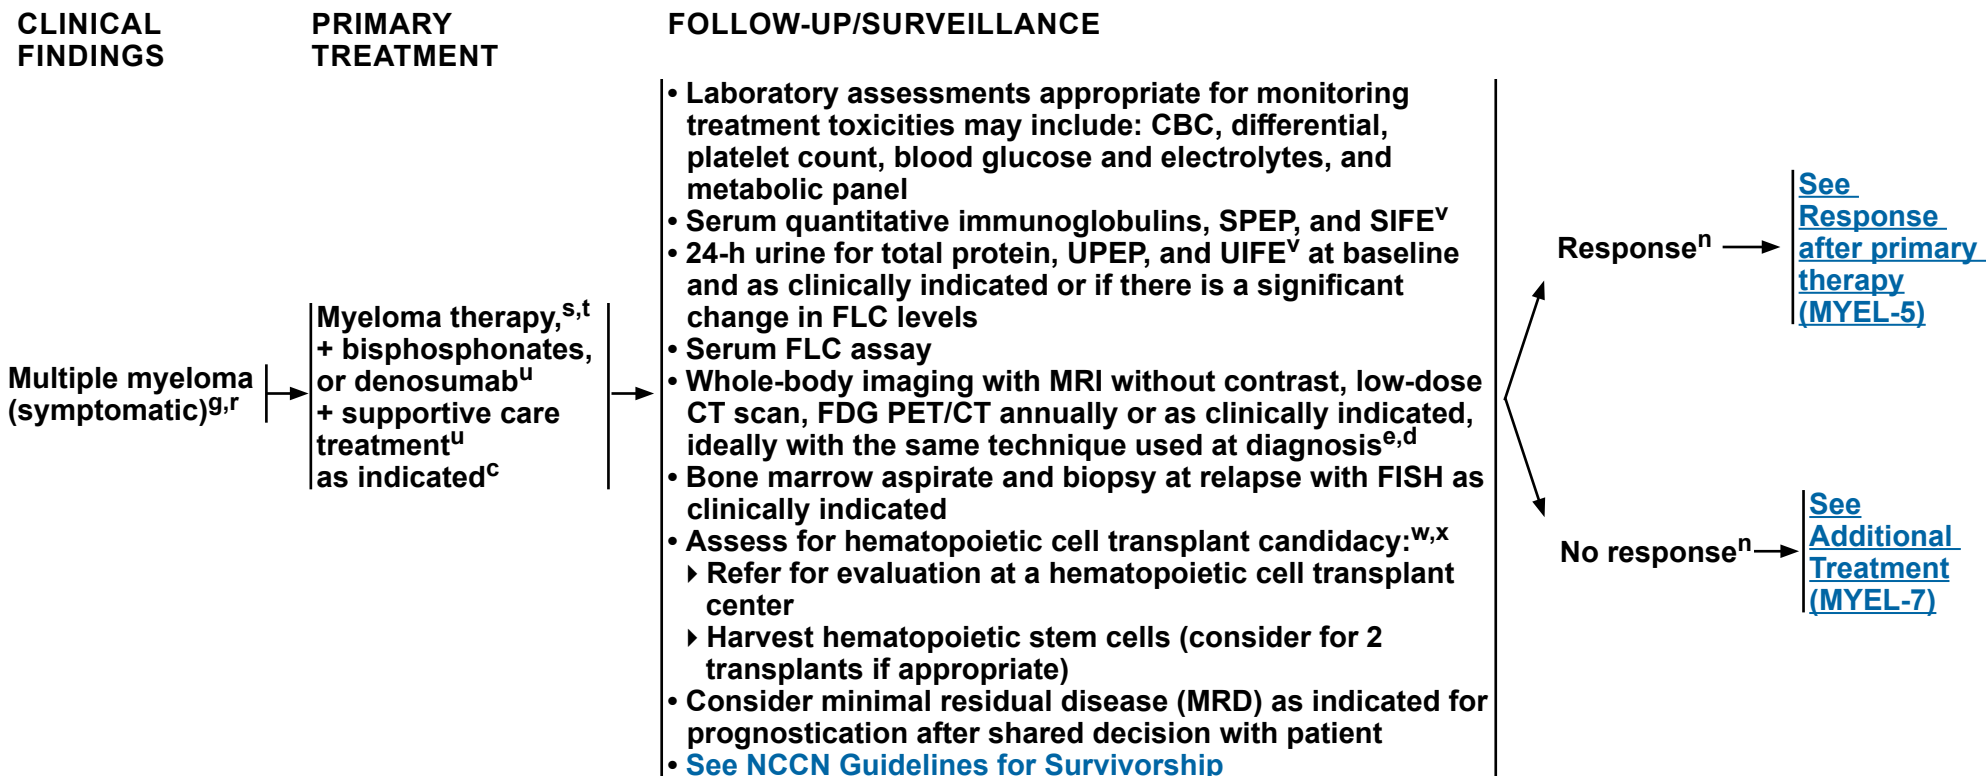 CLINICAL
FINDINGS
PRIMARY
TREATMENT
FOLLOW-UP/SURVEILLANCE
Multiple myeloma
(symptomatic)g,r
Myeloma therapy,s,t
+ bisphosphonates,
or denosumabu
+ supportive care
treatmentu
as indicatedc
• Laboratory assessments appropriate for monitoring
treatment toxicities may include: CBC, differential,
platelet count, blood glucose and electrolytes, and
metabolic panel
• Serum quantitative immunoglobulins, SPEP, and SIFEv
• 24-h urine for total protein, UPEP, and UIFEv at baseline
and as clinically indicated or if there is a significant
change in FLC levels
• Serum FLC assay
• Whole-body imaging with MRI without contrast, low-dose
CT scan, FDG PET/CT annually or as clinically indicated,
ideally with the same technique used at diagnosise,d
• Bone marrow aspirate and biopsy at relapse with FISH as
clinically indicated
• Assess for hematopoietic cell transplant candidacy:w,x
▸ Refer for evaluation at a hematopoietic cell transplant
center
▸ Harvest hematopoietic stem cells (consider for 2
transplants if appropriate)
• Consider minimal residual disease (MRD) as indicated for
prognostication after shared decision with patient
• See NCCN Guidelines for Survivorship
Responsen
See
Response
after primary
therapy
(MYEL-5)
No responsen
See
Additional
Treatment
(MYEL-7)